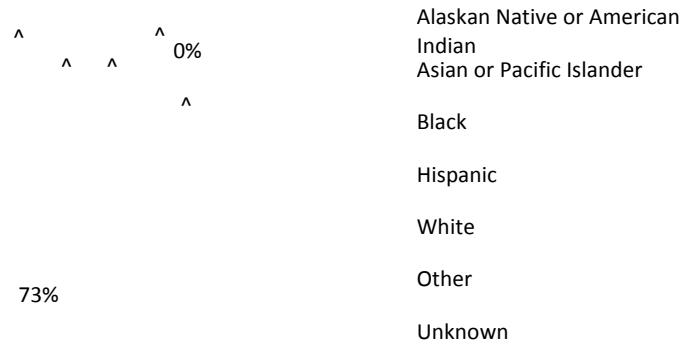 ^
^
0%
^
^
^
73%
Alaskan Native or American
Indian
Asian or Pacific Islander
Black
Hispanic
White
Other
Unknown